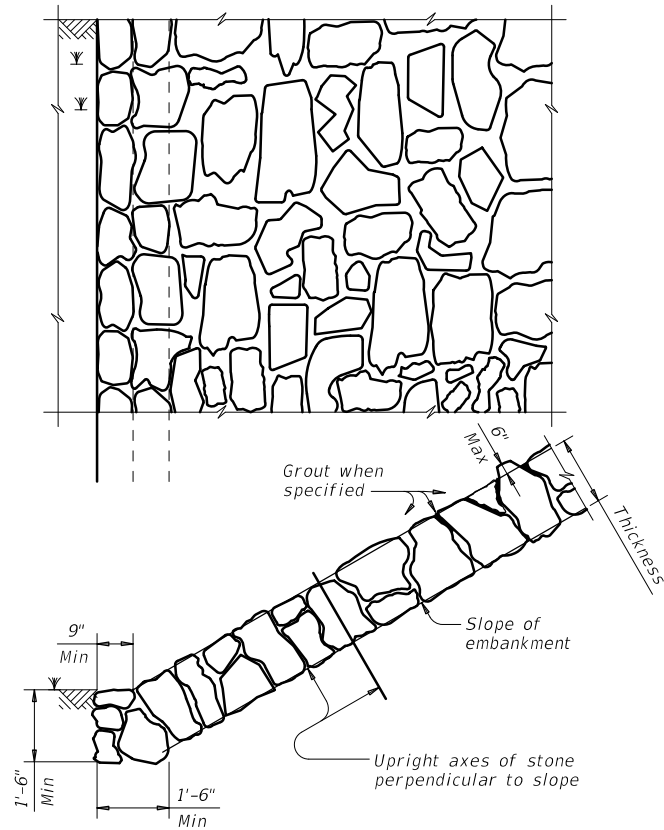 6"
Max
Grout when
specified
Thickness
9"
Min
Slope of
embankment
1'-6"
Min
Upright axes of stone
perpendicular to slope
1'-6"
Min